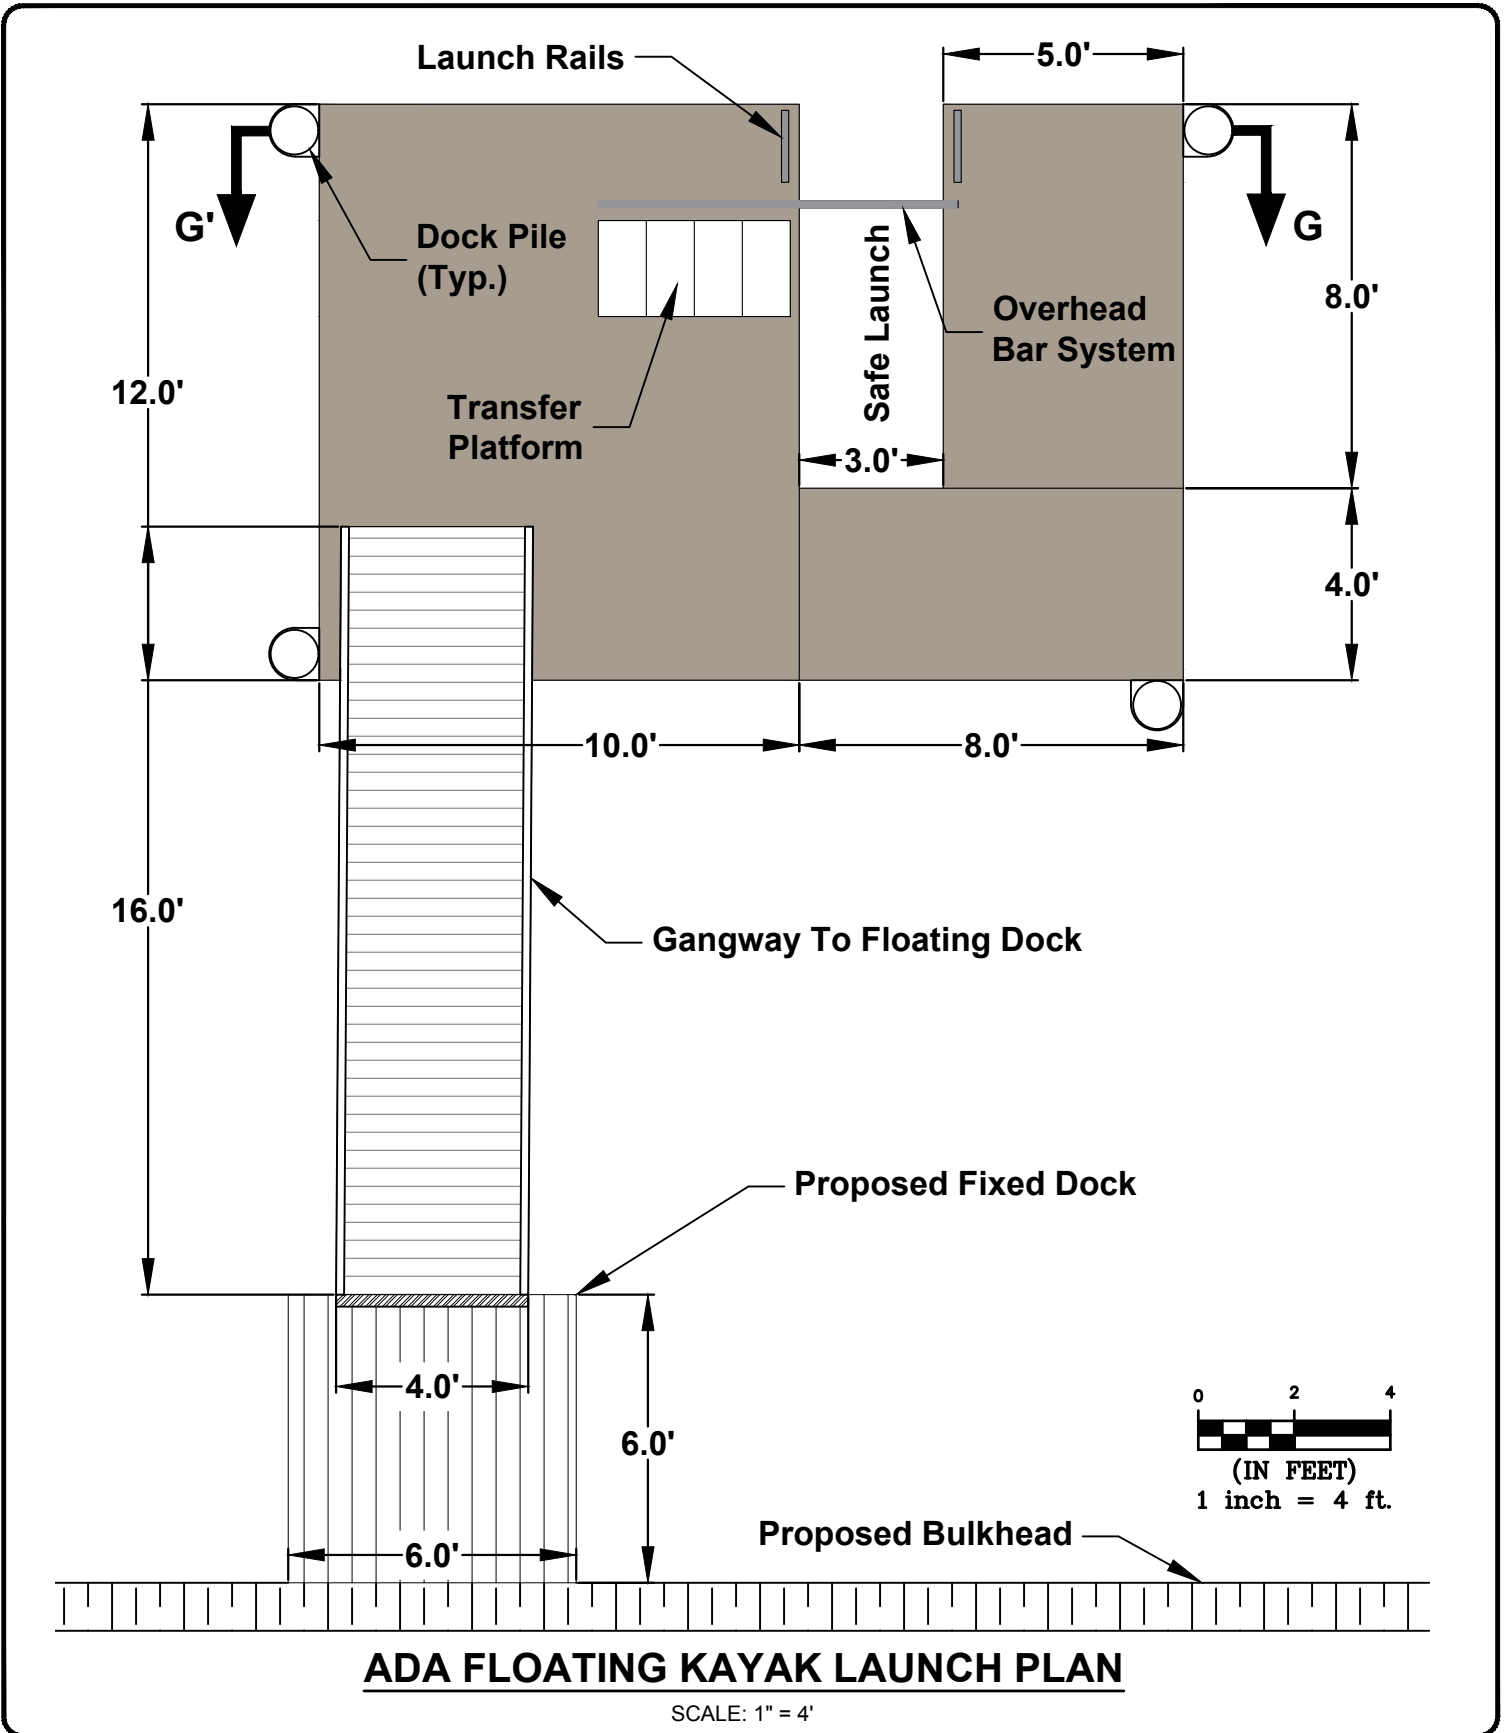 Launch Rails
5.0'
G'
Dock Pile
(Typ.)
G
Safe Launch
8.0'
Overhead
Bar System
12.0'
Transfer
Platform
3.0'
4.0'
10.0'
8.0'
16.0'
Gangway To Floating Dock
Proposed Fixed Dock
4.0'
6.0'
0 2 4
(IN FEET)
1 inch = 4 ft.
Proposed Bulkhead
6.0'
ADA FLOATING KAYAK LAUNCH PLAN
SCALE: 1" = 4'